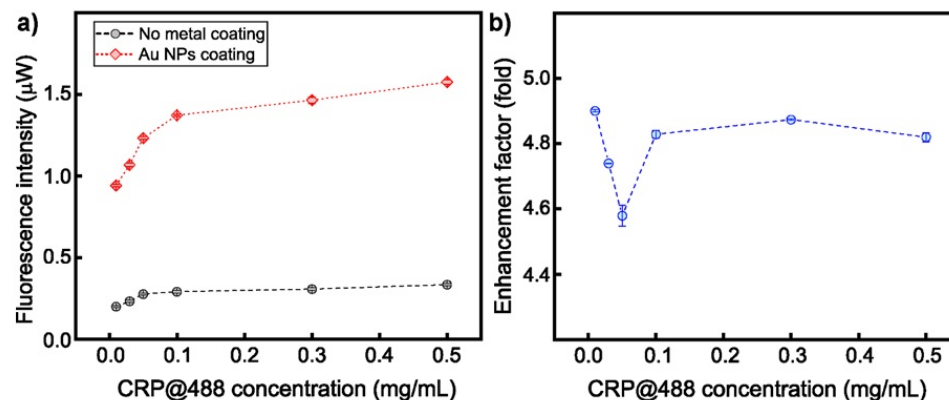 a)
No metal coating
Au NPs coating
Fluorescence intensity (μW)
1.5
1.0
0.5
0.0
0.0 0.1 0.2 0.3 0.4 0.5
CRP@488 concentration (mg/mL)
b)
Enhancement factor (fold)
5.0
4.8
4.6
4.4
0.0 0.1 0.2 0.3 0.4 0.5
CRP@488 concentration (mg/mL)